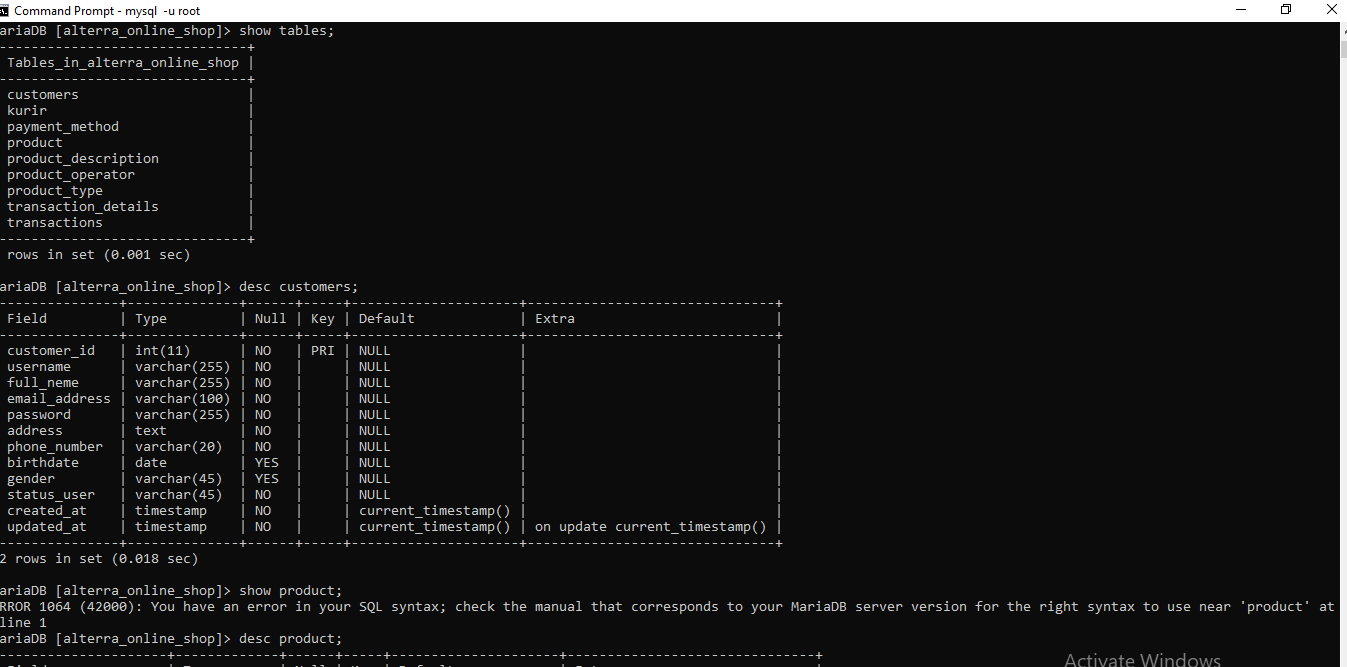 Command Prompt - mysql -u root
ariaDB [alterra_online_shop]> show tables;
-------------------------------+
Tables_in_alterra_online_shop |
-------------------------------+
customers |
kurir |
payment_method |
product |
product_description |
product_operator |
product_type |
transaction_details |
transactions |
-------------------------------+
rows in set (0.001 sec)
ariaDB [alterra_online_shop]> desc customers;
---------------+--------------+------+-----+---------------------+-------------------------------+
Field | Type | Null | Key | Default | Extra |
---------------+--------------+------+-----+---------------------+-------------------------------+
customer_id | int(11) | NO | PRI | NULL | |
username | varchar(255) | NO | | NULL | |
full_neme | varchar(255) | NO | | NULL | |
email_address | varchar(100) | NO | | NULL | |
password | varchar(255) | NO | | NULL | |
address | text | NO | | NULL | |
phone_number | varchar(20) | NO | | NULL | |
birthdate | date | YES | | NULL | |
gender | varchar(45) | YES | | NULL | |
status_user | varchar(45) | NO | | NULL | |
created_at | timestamp | NO | | current_timestamp() | |
updated_at | timestamp | NO | | current_timestamp() | on update current_timestamp() |
---------------+--------------+------+-----+---------------------+-------------------------------+
2 rows in set (0.018 sec)
ariaDB [alterra_online_shop]> show product;
RROR 1064 (42000): You have an error in your SQL syntax; check the manual that corresponds to your MariaDB server version for the right syntax to use near 'product' at
line 1
ariaDB [alterra_online_shop]> desc product;
---------------------+-------------+------+-----+---------------------+-------------------------------+
Activate Windows